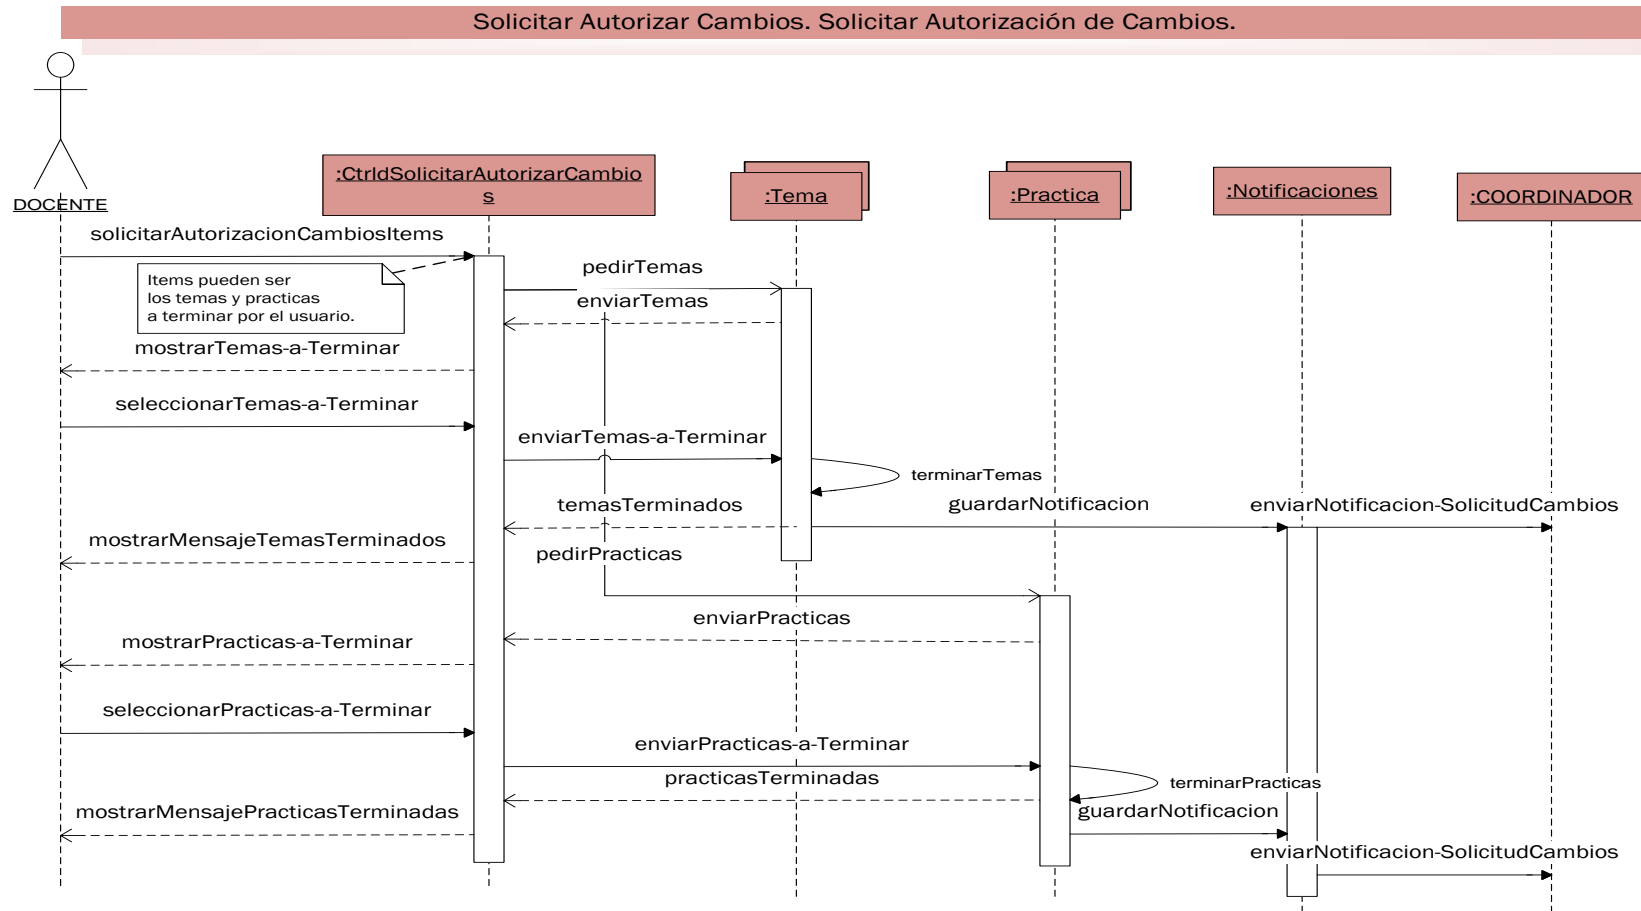 Solicitar Autorizar Cambios. Solicitar Autorización de Cambios.
DOCENTE
:CtrldSolicitarAutorizarCambio
s
:Tema
:Practica
:Notificaciones
:COORDINADOR
solicitarAutorizacionCambiosItems
Items pueden ser
los temas y practicas
a terminar por el usuario.
pedirTemas
enviarTemas
mostrarTemas-a-Terminar
seleccionarTemas-a-Terminar
enviarTemas-a-Terminar
terminarTemas
temasTerminados
guardarNotificacion
enviarNotificacion-SolicitudCambios
mostrarMensajeTemasTerminados
pedirPracticas
enviarPracticas
mostrarPracticas-a-Terminar
seleccionarPracticas-a-Terminar
enviarPracticas-a-Terminar
practicasTerminadas
terminarPracticas
mostrarMensajePracticasTerminadas
guardarNotificacion
enviarNotificacion-SolicitudCambios